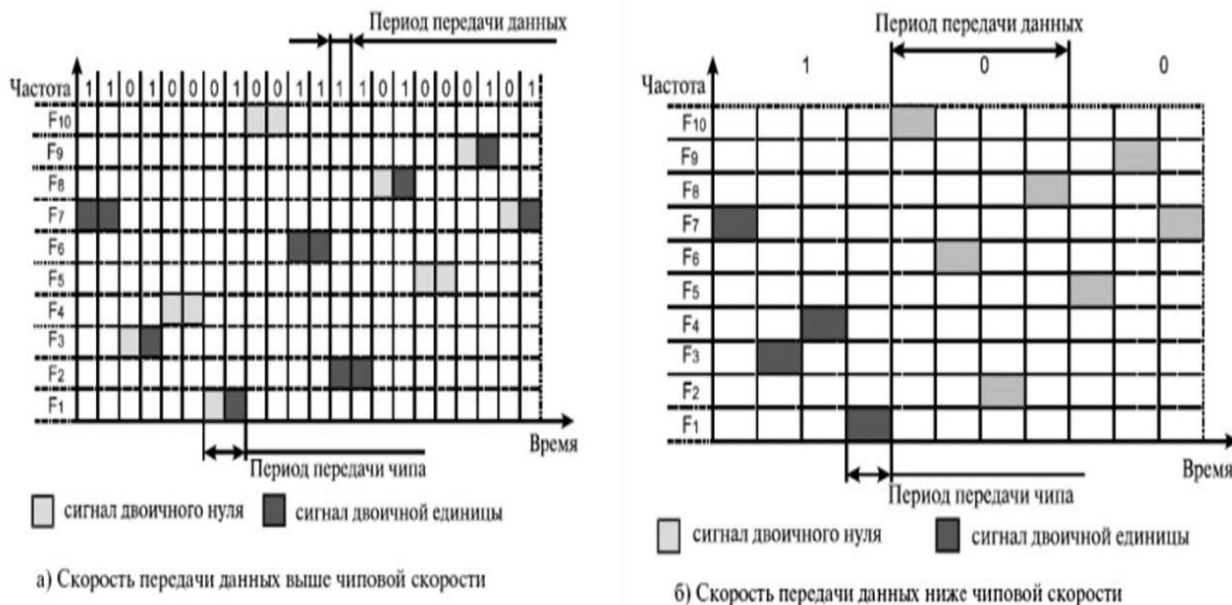 Период передачи данных
Частота
1 1 0 1 0 0 0 1 0 0 1 1 1 1 0 1 0 0 0 1 0 1
F10
F9
F8
F7
F6
F5
F4
F3
F2
F1
Время
Период передачи чипа
сигнал двоичного нуля
сигнал двоичной единицы
а) Скорость передачи данных выше чиповой скорости
Период передачи данных
Частота
1 0 0
F10
F9
F8
F7
F6
F5
F4
F3
F2
F1
Время
Период передачи чипа
сигнал двоичного нуля
сигнал двоичной единицы
б) Скорость передачи данных ниже чиповой скорости